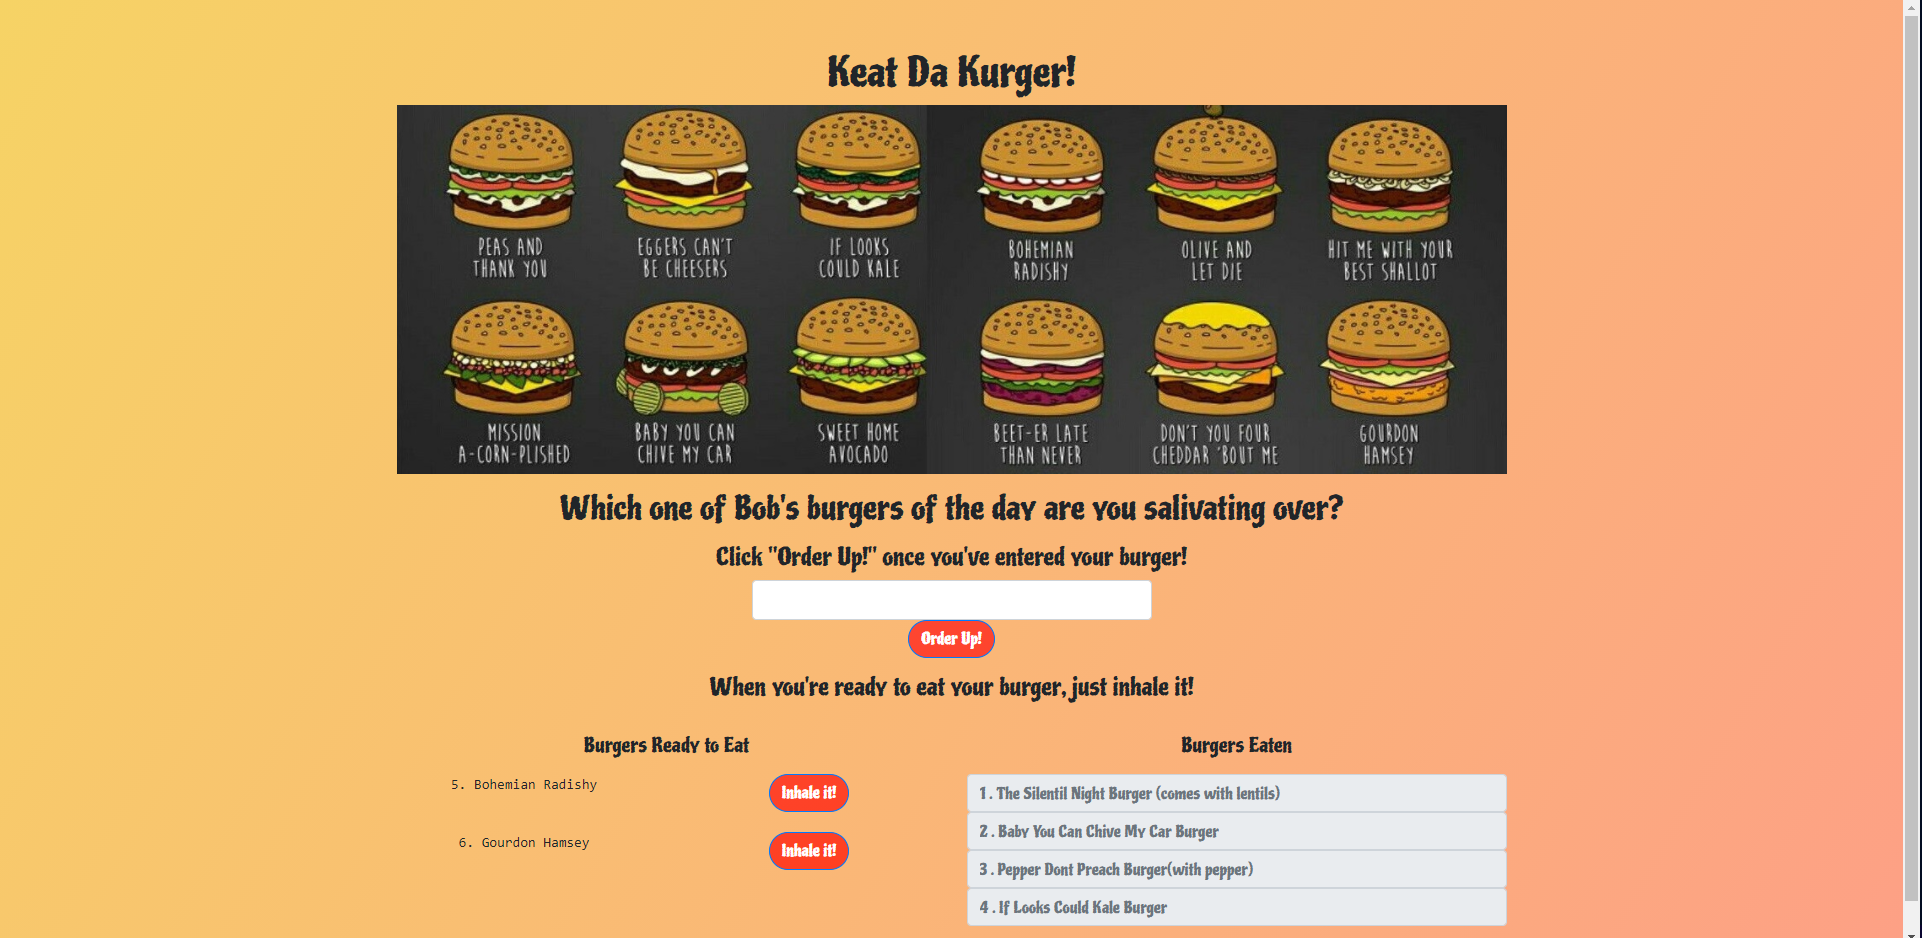 Keat Da Kurger!
PEAS AND
THANK YOU
EGGERS CAN'T
BE CHEESERS
IF LOOKS
COULD KALE
BOHEMIAN
RADISHY
OLIVE AND
LET DIE
HIT ME WITH YOUR
BEST SHALLOT
MISSION
A-CORN-PLISHED
BABY YOU CAN
CHIVE MY CAR
SWEET HOME
AVOCADO
BEET-ER LATE
THAN NEVER
DON'T YOU FOUR
CHEDDAR 'BOUT ME
GOURDON
HAMSEY
Which one of Bob's burgers of the day are you salivating over?
Click "Order Up!" once you've entered your burger!
Order Up!
When you're ready to eat your burger, just inhale it!
Burgers Ready to Eat
5. Bohemian Radishy
Inhale it!
6. Gourdon Hamsey
Inhale it!
Burgers Eaten
1 . The Silentil Night Burger (comes with lentils)
2 . Baby You Can Chive My Car Burger
3 . Pepper Dont Preach Burger(with pepper)
4 . If Looks Could Kale Burger